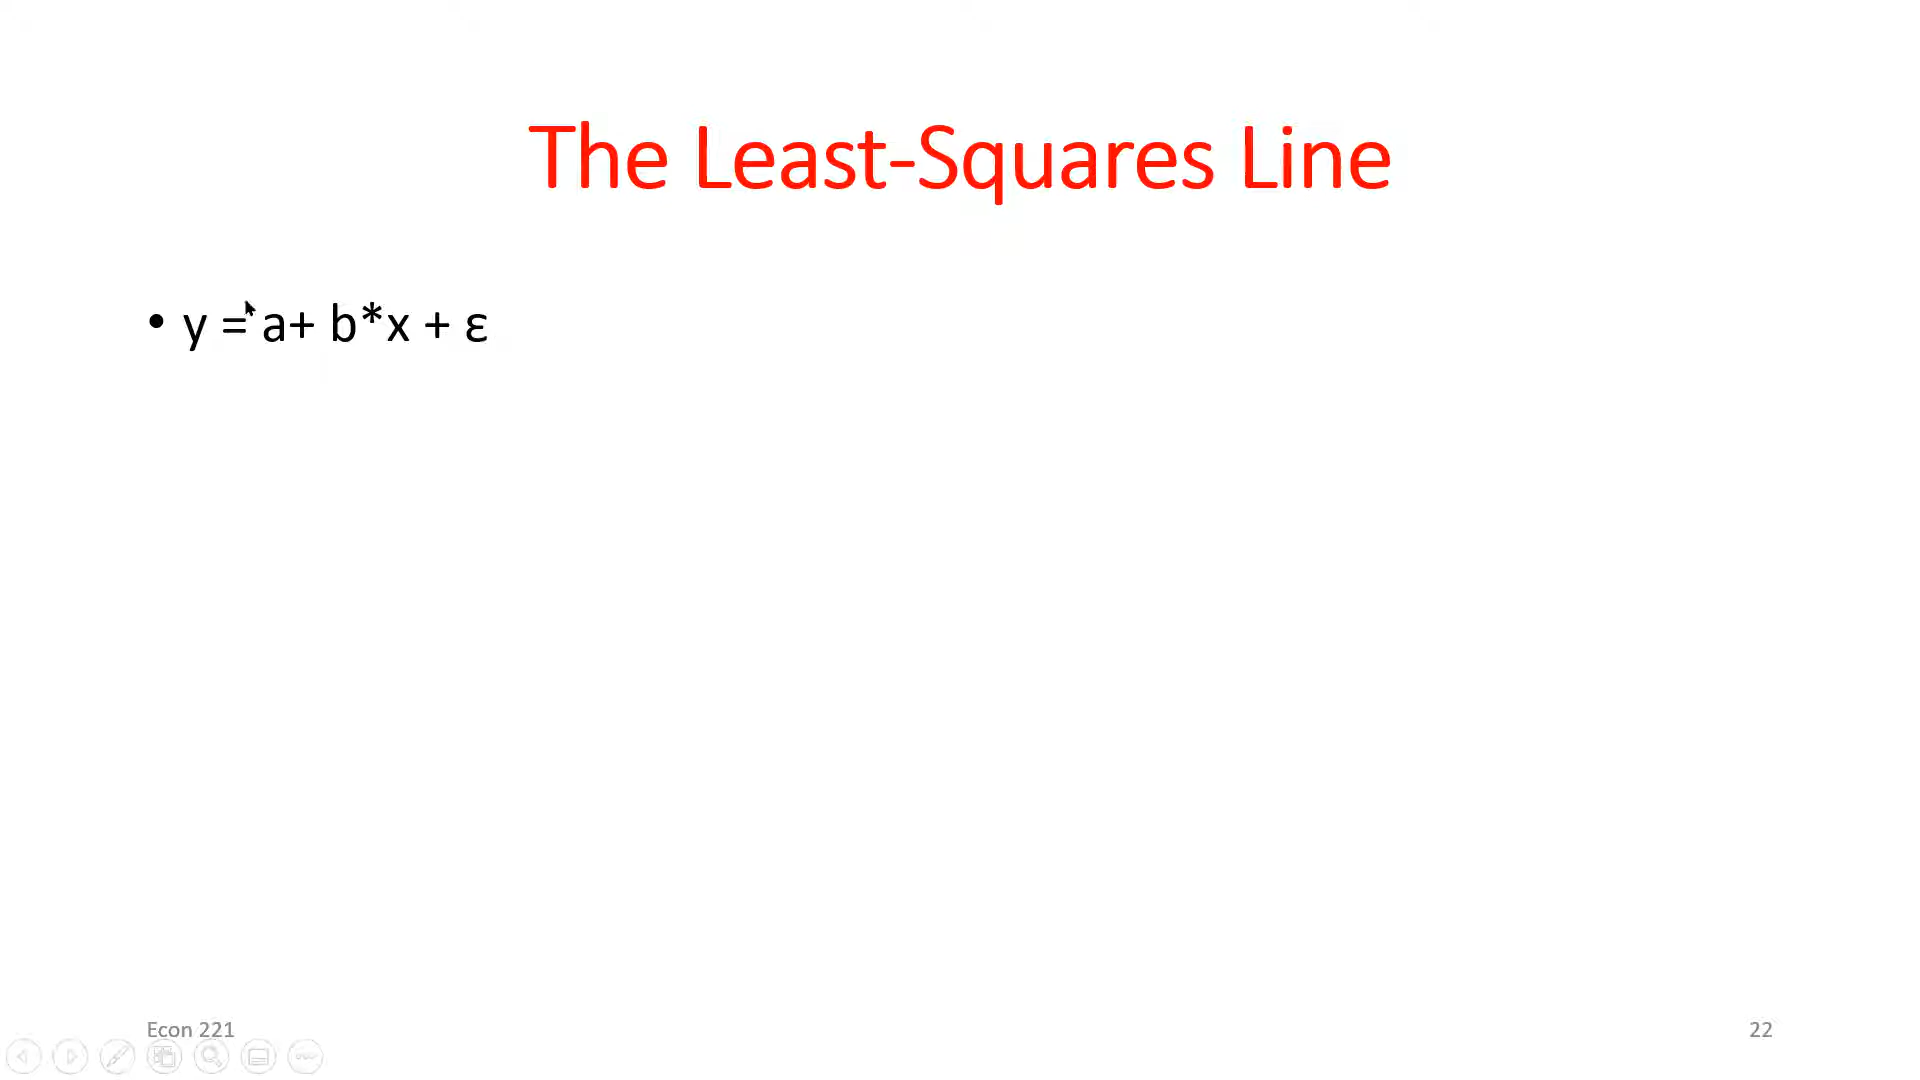 The Least-Squares Line
• y = a+ b*x + ε
Econ 221
22